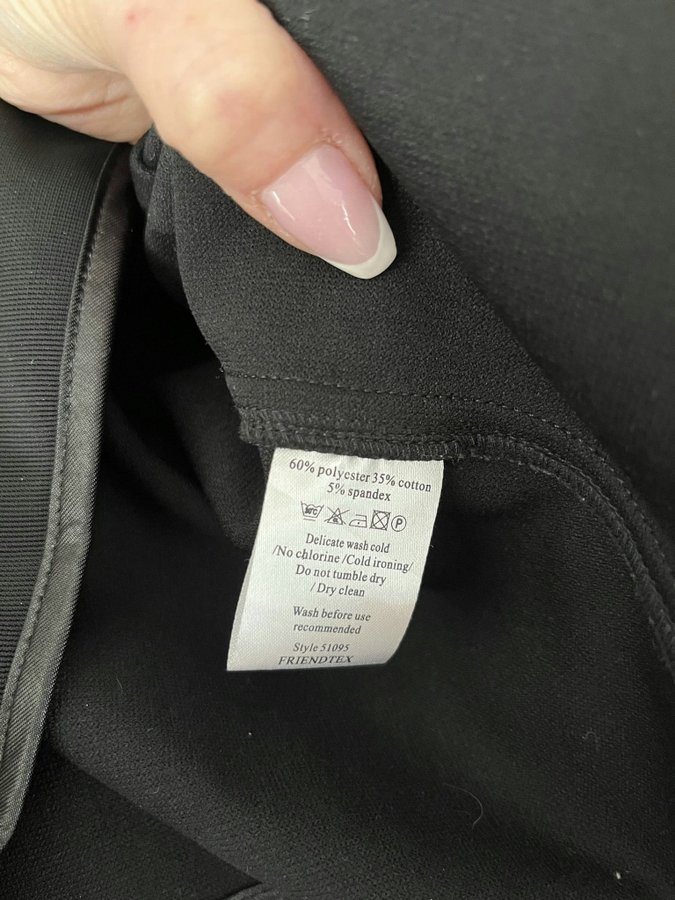 60% polyester 35% cotton
5% spandex
Delicate wash cold
/No chlorine /Cold ironing/
Do not tumble dry
/ Dry clean
Wash before use
recommended
Style 51095
FRIENDTEX